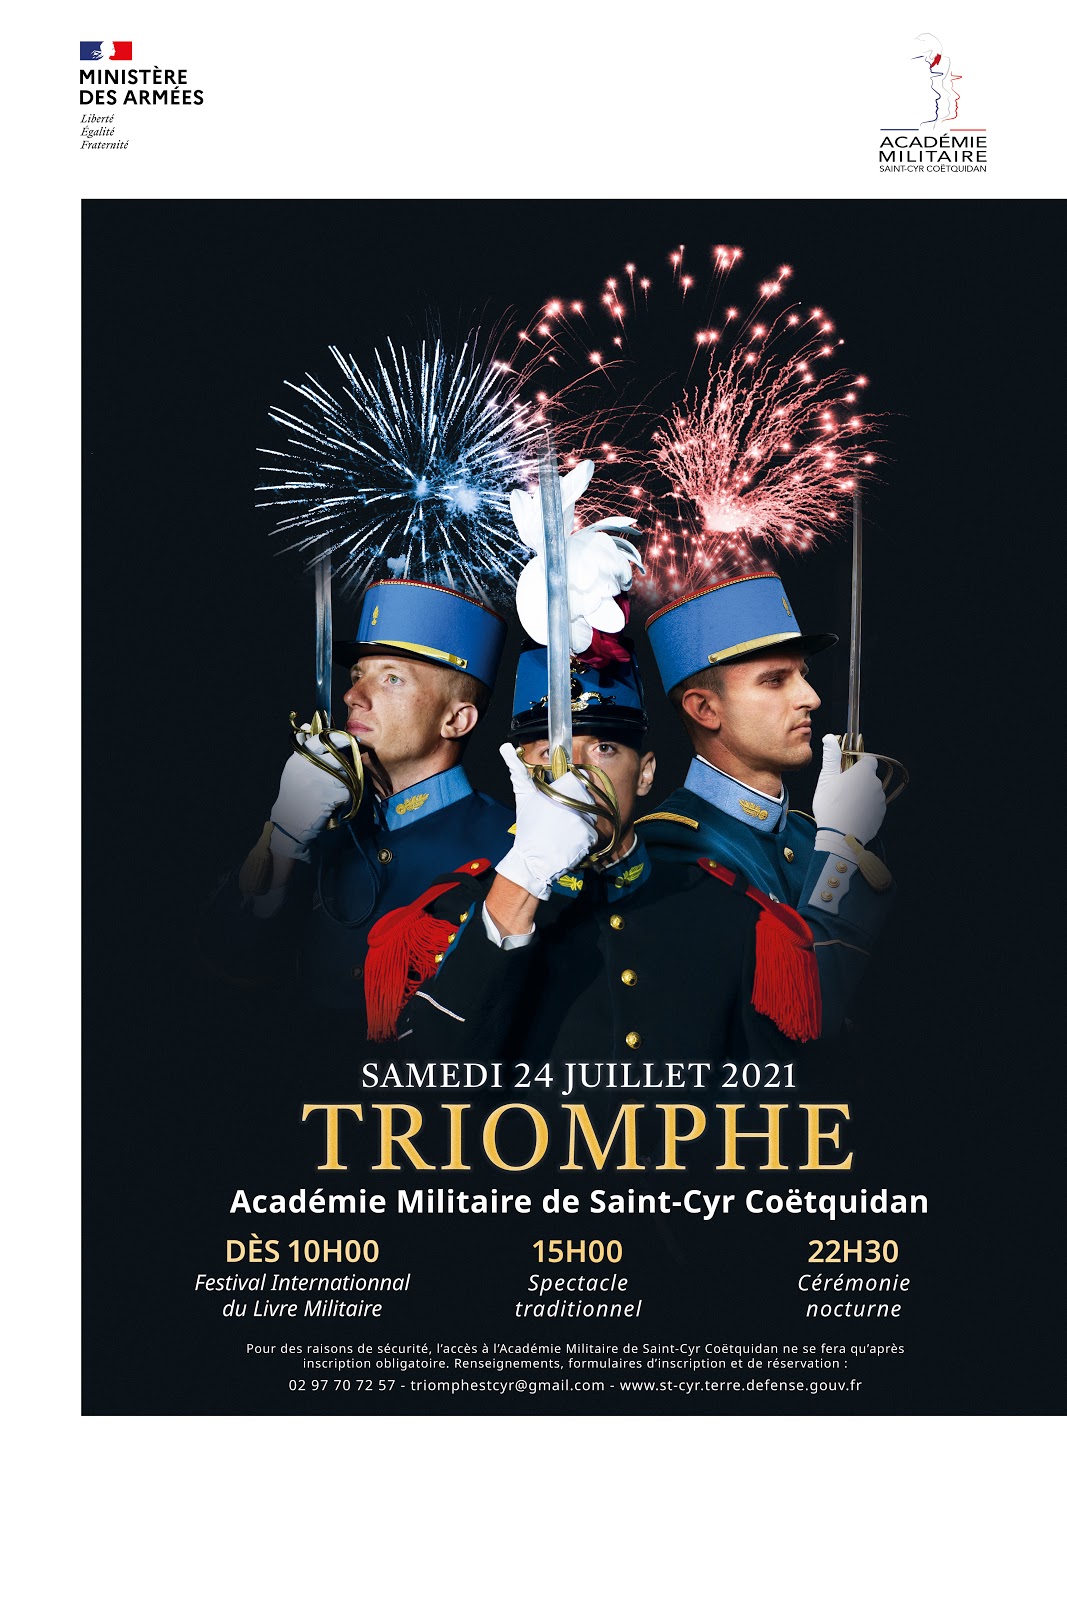 MINISTÈRE
DES ARMÉES
Liberté
Égalité
Fraternité
ACADÉMIE
MILITAIRE
SAINT-CYR COËTQUIDAN
SAMEDI 24 JUILLET 2021
TRIOMPHE
Académie Militaire de Saint-Cyr Coëtquidan
DÈS 10H00
Festival Internationnal
du Livre Militaire
15H00
Spectacle
traditionnel
22H30
Cérémonie
nocturne
Pour des raisons de sécurité, l'accès à l'Académie Militaire de Saint-Cyr Coëtquidan ne se fera qu'après
inscription obligatoire. Renseignements, formulaires d'inscription et de réservation :
02 97 70 72 57 - triomphestcyr@gmail.com - www.st-cyr.terre.defense.gouv.fr